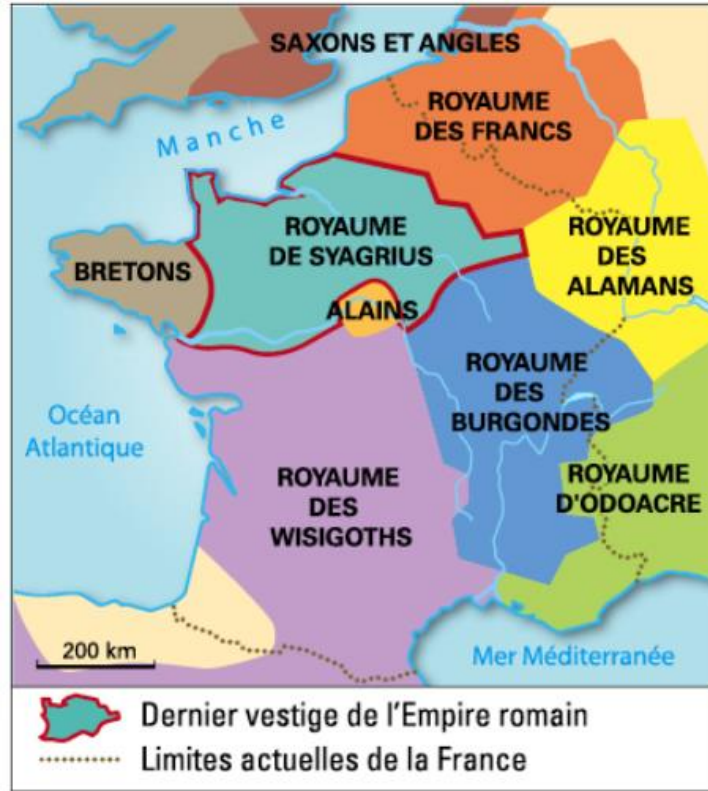 SAXONS ET ANGLES
ROYAUME
DES FRANCS
Manche
ROYAUME
DE SYAGRIUS
ROYAUME
DES
ALAMANS
BRETONS
ALAINS
ROYAUME
DES
BURGONDES
Océan
Atlantique
ROYAUME
DES
WISIGOTHS
ROYAUME
D'ODOACRE
200 km
Mer Méditerranée
Dernier vestige de l'Empire romain
Limites actuelles de la France